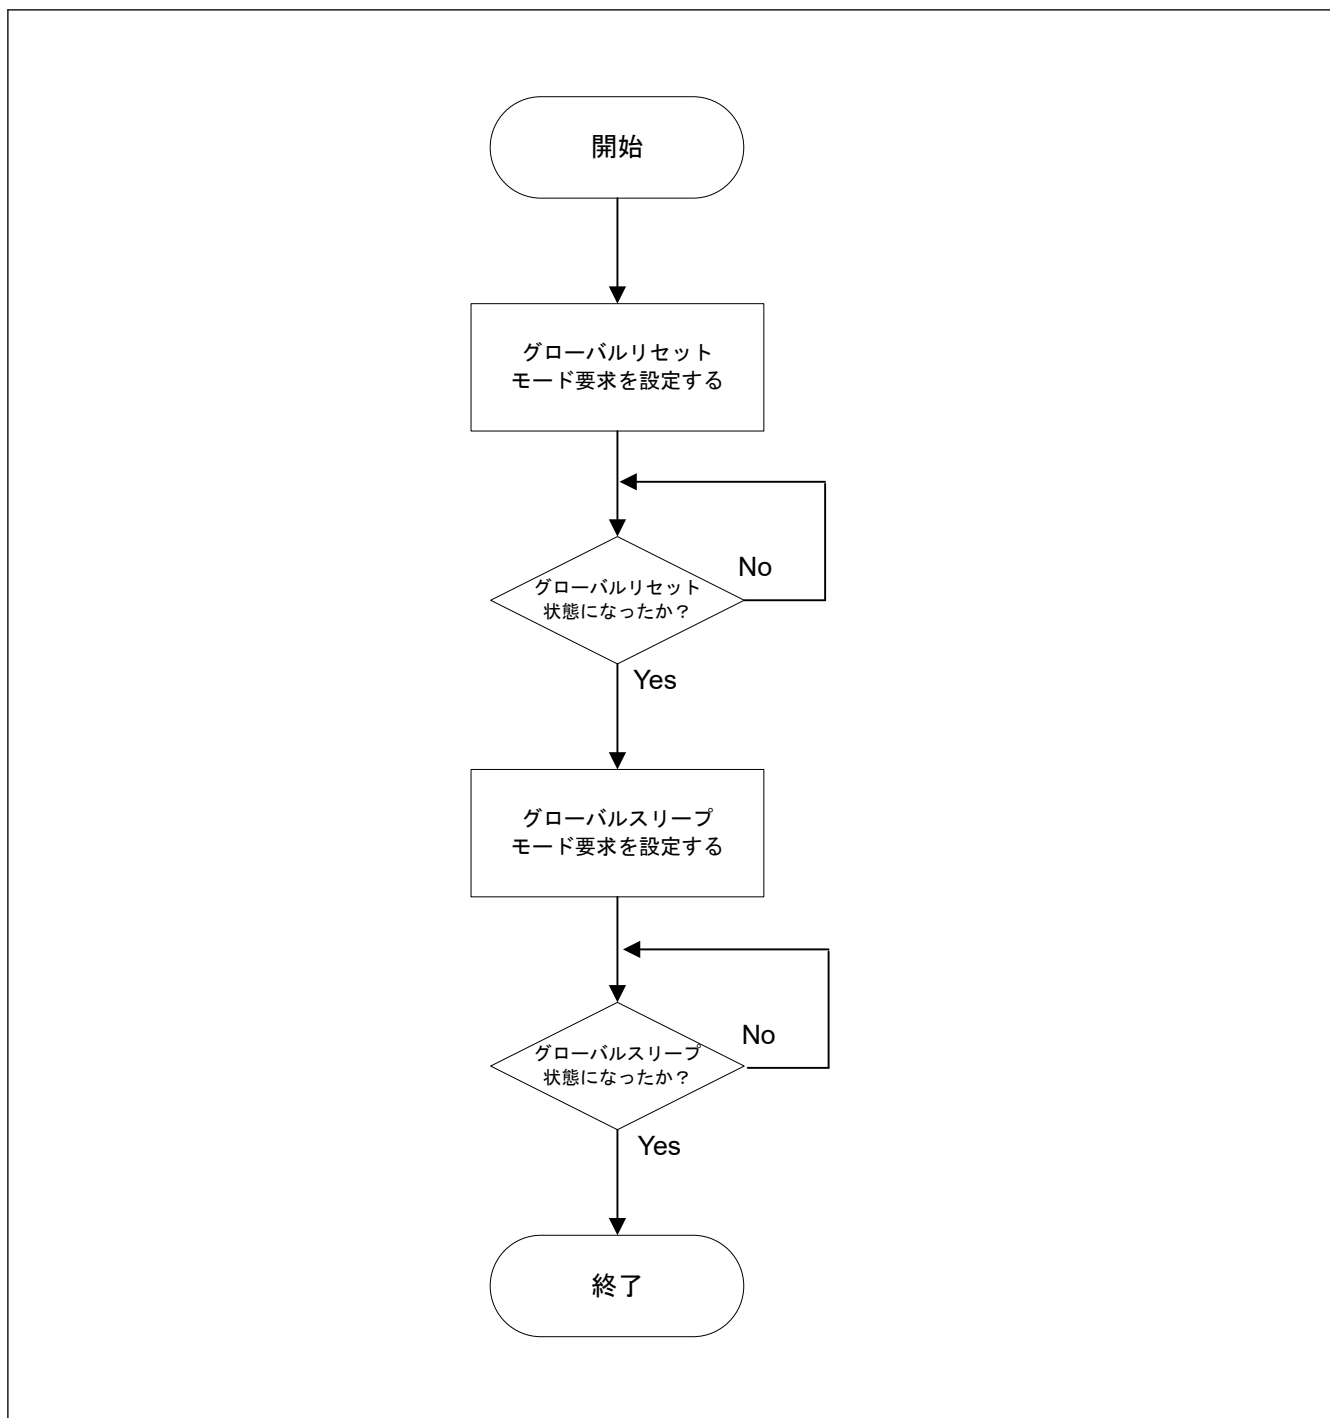 開始
グローバルリセット
モード要求を設定する
No
グローバルリセット
状態になったか？
Yes
グローバルスリープ
モード要求を設定する
No
グローバルスリープ
状態になったか？
Yes
終了